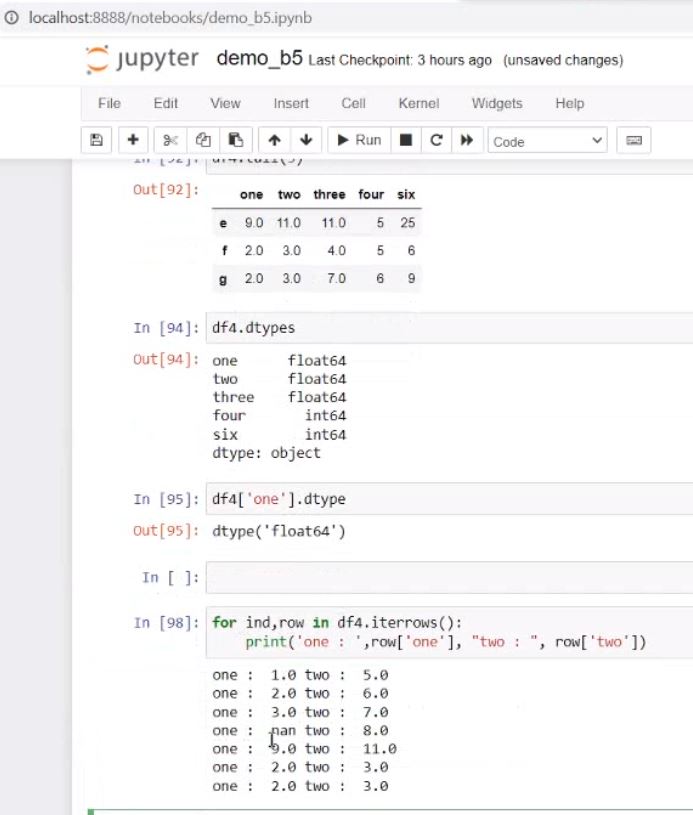 localhost:8888/notebooks/demo_b5.ipynb
jupyter demo_b5 Last Checkpoint: 3 hours ago (unsaved changes)
File Edit View Insert Cell Kernel Widgets Help
Run Code
In [92]: df4.tail(3)
Out[92]:
one two three four six
e 9.0 11.0 11.0 5 25
f 2.0 3.0 4.0 5 6
g 2.0 3.0 7.0 6 9
In [94]: df4.dtypes
Out[94]: one float64
two float64
three float64
four int64
six int64
dtype: object
In [95]: df4['one'].dtype
Out[95]: dtype('float64')
In [ ]:
In [98]: for ind,row in df4.iterrows():
print('one : ',row['one'], "two : ", row['two'])
one :  1.0 two :  5.0
one :  2.0 two :  6.0
one :  3.0 two :  7.0
one :  nan two :  8.0
one :  9.0 two :  11.0
one :  2.0 two :  3.0
one :  2.0 two :  3.0